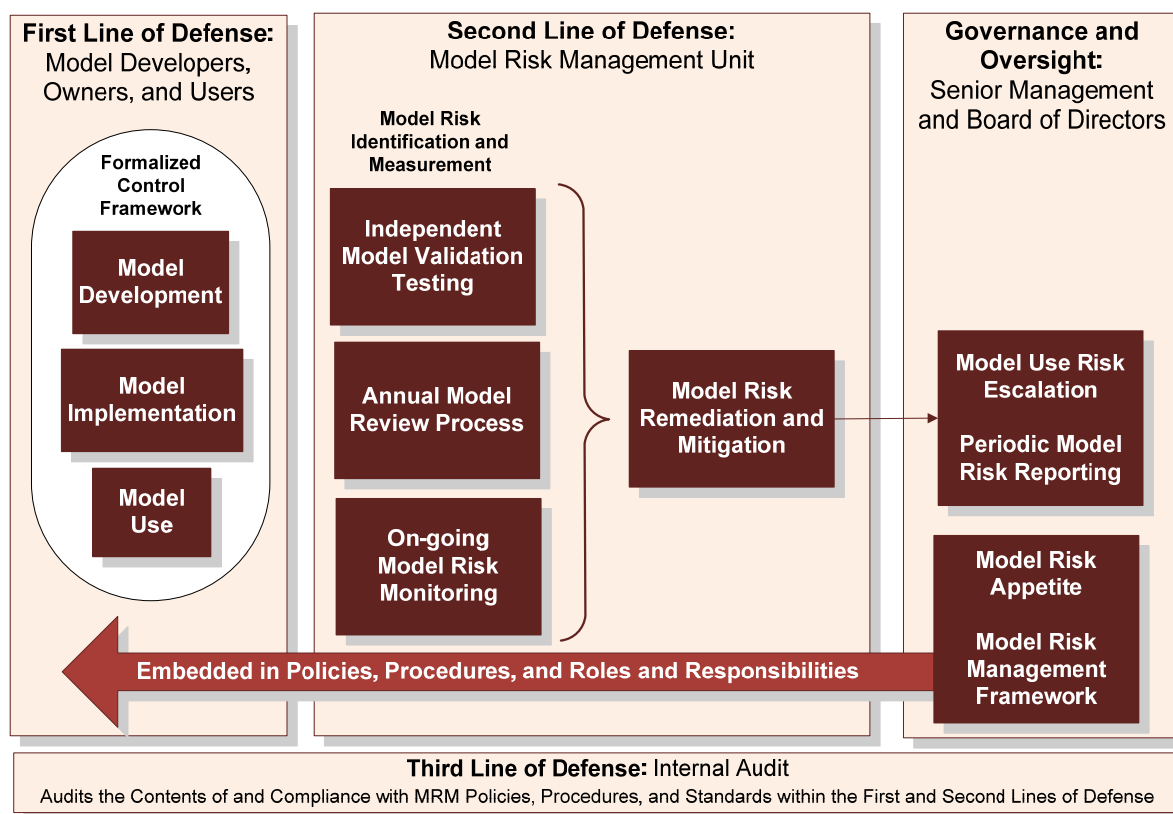 First Line of Defense:
Model Developers,
Owners, and Users
Formalized
Control
Framework
Model
Development
Model
Implementation
Model
Use
Second Line of Defense:
Model Risk Management Unit
Model Risk
Identification and
Measurement
Independent
Model Validation
Testing
Annual Model
Review Process
On-going
Model Risk
Monitoring
Model Risk
Remediation and
Mitigation
Governance and
Oversight:
Senior Management
and Board of Directors
Model Use Risk
Escalation
Periodic Model
Risk Reporting
Model Risk
Appetite
Model Risk
Management
Framework
Embedded in Policies, Procedures, and Roles and Responsibilities
Third Line of Defense: Internal Audit
Audits the Contents of and Compliance with MRM Policies, Procedures, and Standards within the First and Second Lines of Defense